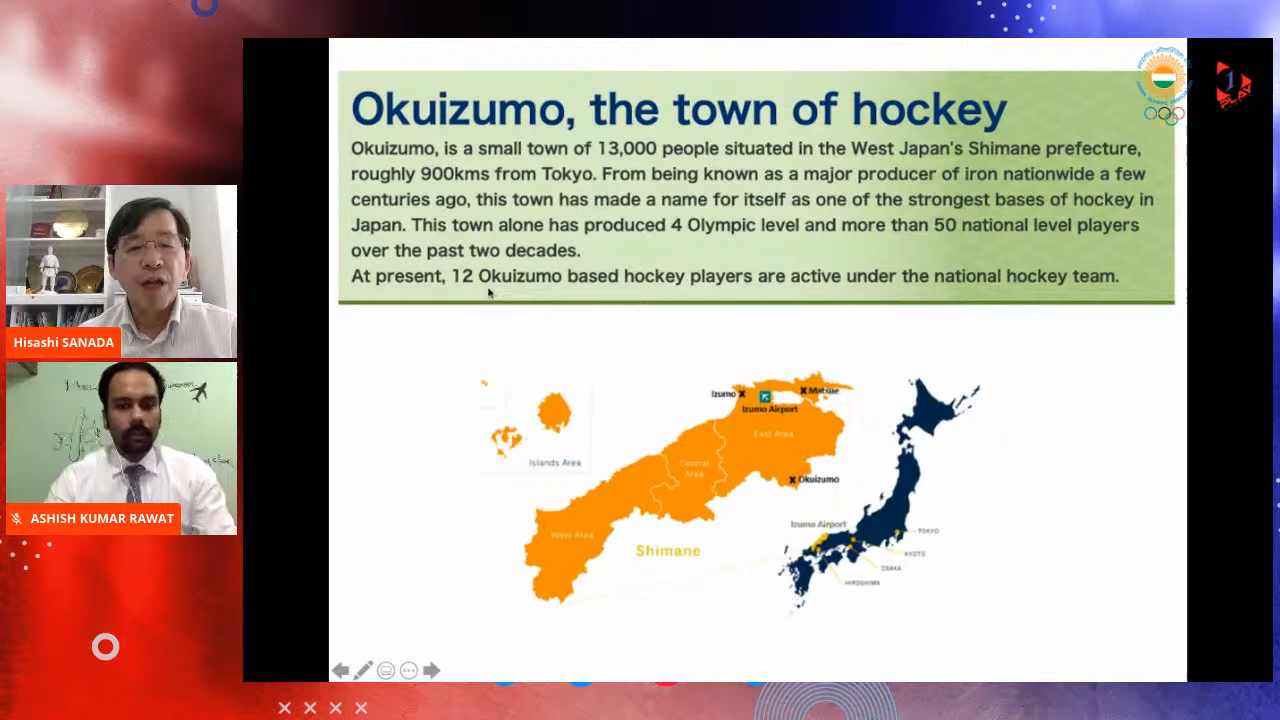 Okuizumo, the town of hockey
Okuizumo, is a small town of 13,000 people situated in the West Japan's Shimane prefecture,
roughly 900kms from Tokyo. From being known as a major producer of iron nationwide a few
centuries ago, this town has made a name for itself as one of the strongest bases of hockey in
Japan. This town alone has produced 4 Olympic level and more than 50 national level players
over the past two decades.
At present, 12 Okuizumo based hockey players are active under the national hockey team.
Hisashi SANADA
ASHISH KUMAR RAWAT
Izumo
Matsue
Izumo Airport
East Area
Islands Area
Central
Area
Okuizumo
West Area
Shimane
Izumo Airport
TOKYO
KYOTO
OSAKA
HIROSHIMA
1
PLAY